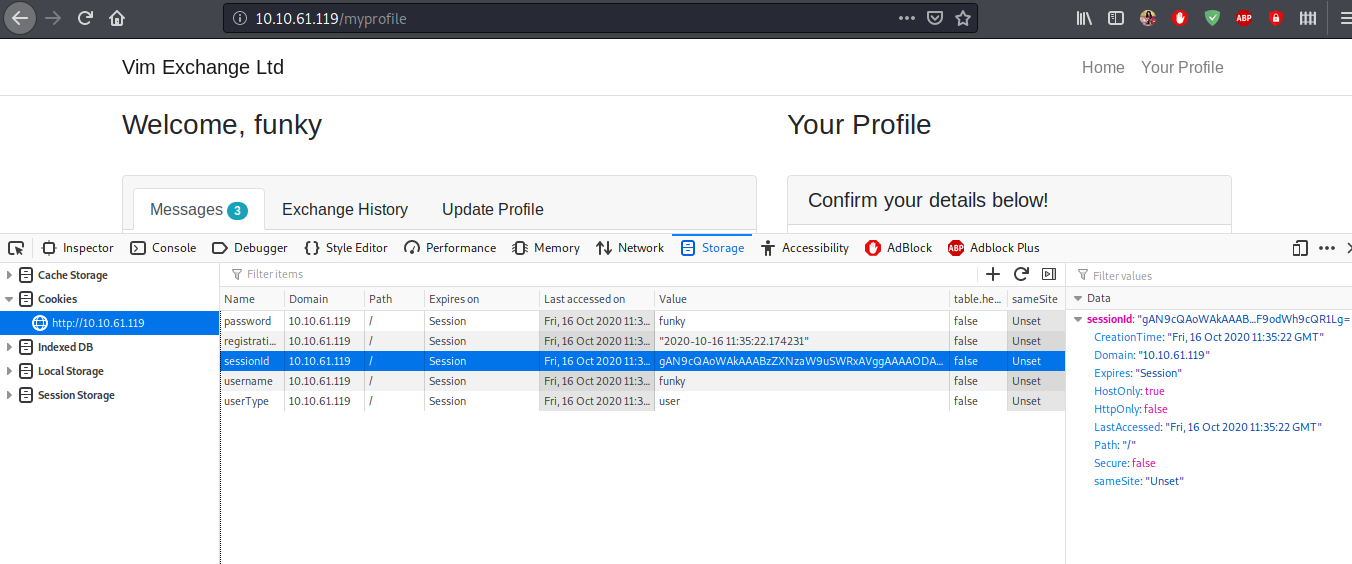 10.10.61.119/myprofile
ABP
Vim Exchange Ltd Home Your Profile
Welcome, funky Your Profile
Messages 3 Exchange History Update Profile
Confirm your details below!
Inspector Console Debugger Style Editor Performance Memory Network Storage Accessibility AdBlock ABP Adblock Plus
Cache Storage
Cookies
http://10.10.61.119
Indexed DB
Local Storage
Session Storage
Filter items
Name Domain Path Expires on Last accessed on Value table.he... sameSite
password 10.10.61.119 / Session Fri, 16 Oct 2020 11:3... funky false Unset
registrati... 10.10.61.119 / Session Fri, 16 Oct 2020 11:3... "2020-10-16 11:35:22.174231" false Unset
sessionId 10.10.61.119 / Session Fri, 16 Oct 2020 11:3... gAN9cQAoWAkAAABzZXNzaW9uSWRxAVggAAAAODA... false Unset
username 10.10.61.119 / Session Fri, 16 Oct 2020 11:3... funky false Unset
userType 10.10.61.119 / Session Fri, 16 Oct 2020 11:3... user false Unset
Filter values
Data
sessionId: "gAN9cQAoWAkAAAB...F9odWh9cQR1Lg=
CreationTime: "Fri, 16 Oct 2020 11:35:22 GMT"
Domain: "10.10.61.119"
Expires: "Session"
HostOnly: true
HttpOnly: false
LastAccessed: "Fri, 16 Oct 2020 11:35:22 GMT"
Path: "/"
Secure: false
sameSite: "Unset"